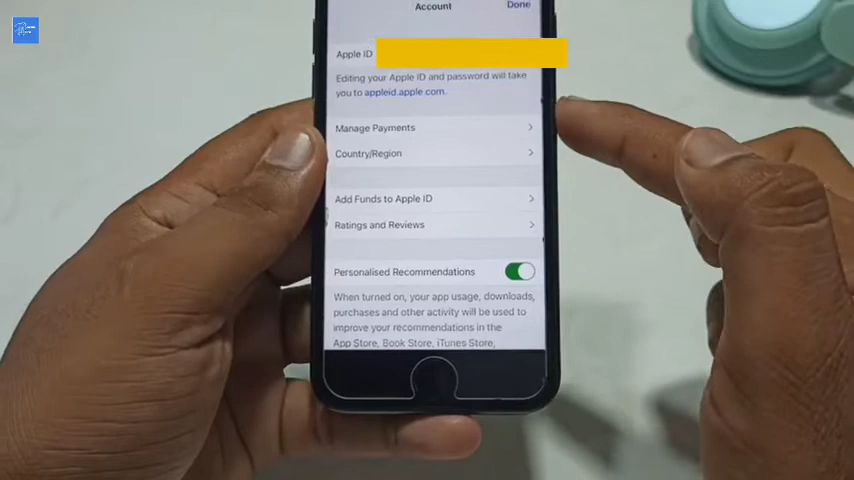 Account
Done
Apple ID
Editing your Apple ID and password will take
you to appleid.apple.com.
Manage Payments
Country/Region
Add Funds to Apple ID
Ratings and Reviews
Personalised Recommendations
When turned on, your app usage, downloads,
purchases and other activity will be used to
improve your recommendations in the
App Store, Book Store, iTunes Store,